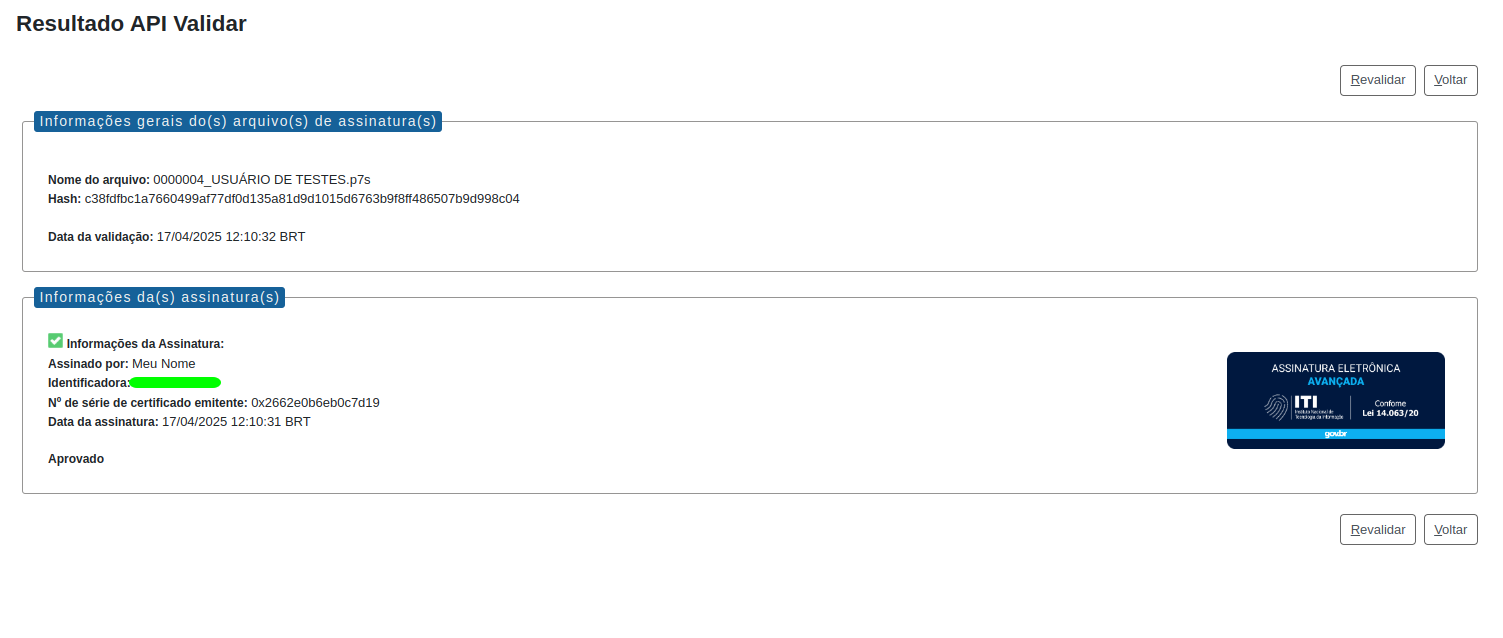 Resultado API Validar
Revalidar Voltar
Informações gerais do(s) arquivo(s) de assinatura(s)
Nome do arquivo: 0000004_USUÁRIO DE TESTES.p7s
Hash: c38fdfbc1a7660499af77df0d135a81d9d1015d6763b9f8ff486507b9d998c04
Data da validação: 17/04/2025 12:10:32 BRT
Informações da(s) assinatura(s)
Informações da Assinatura:
Assinado por: Meu Nome
Identificadora:
Nº de série de certificado emitente: 0x2662e0b6eb0c7d19
Data da assinatura: 17/04/2025 12:10:31 BRT
Aprovado
ASSINATURA ELETRÔNICA
AVANÇADA
ITI
Instituto Nacional de
Tecnologia da Informação
Confome
Lei 14.063/20
gov.br
Revalidar Voltar